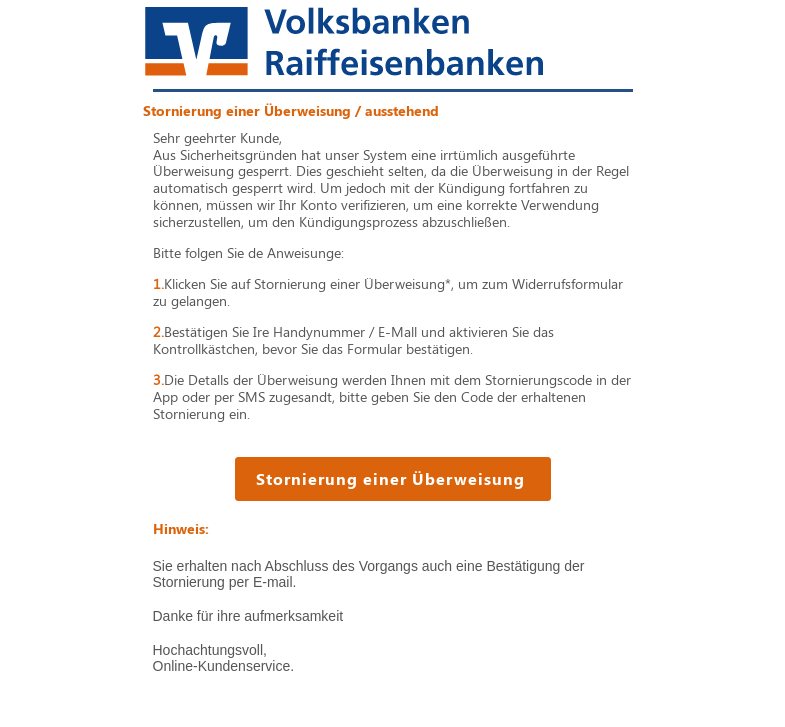 Volksbanken
Raiffeisenbanken
Stornierung einer Überweisung / ausstehend
Sehr geehrter Kunde,
Aus Sicherheitsgründen hat unser System eine irrtümlich ausgeführte
Überweisung gesperrt. Dies geschieht selten, da die Überweisung in der Regel
automatisch gesperrt wird. Um jedoch mit der Kündigung fortfahren zu
können, müssen wir Ihr Konto verifizieren, um eine korrekte Verwendung
sicherzustellen, um den Kündigungsprozess abzuschließen.
Bitte folgen Sie de Anweisunge:
1.Klicken Sie auf Stornierung einer Überweisung*, um zum Widerrufsformular
zu gelangen.
2.Bestätigen Sie Ire Handynummer / E-Mall und aktivieren Sie das
Kontrollkästchen, bevor Sie das Formular bestätigen.
3.Die Detalls der Überweisung werden Ihnen mit dem Stornierungscode in der
App oder per SMS zugesandt, bitte geben Sie den Code der erhaltenen
Stornierung ein.
Stornierung einer Überweisung
Hinweis:
Sie erhalten nach Abschluss des Vorgangs auch eine Bestätigung der
Stornierung per E-mail.
Danke für ihre aufmerksamkeit
Hochachtungsvoll,
Online-Kundenservice.